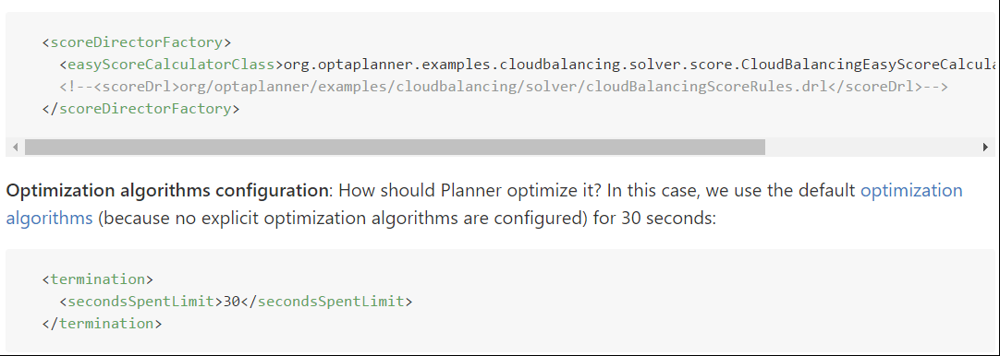 <scoreDirectorFactory>
<easyScoreCalculatorClass>org.optaplanner.examples.cloudbalancing.solver.score.CloudBalancingEasyScoreCalcula
<!--<scoreDrl>org/optaplanner/examples/cloudbalancing/solver/cloudBalancingScoreRules.drl</scoreDrl>-->
</scoreDirectorFactory>
Optimization algorithms configuration: How should Planner optimize it? In this case, we use the default optimization
algorithms (because no explicit optimization algorithms are configured) for 30 seconds:
<termination>
<secondsSpentLimit>30</secondsSpentLimit>
</termination>